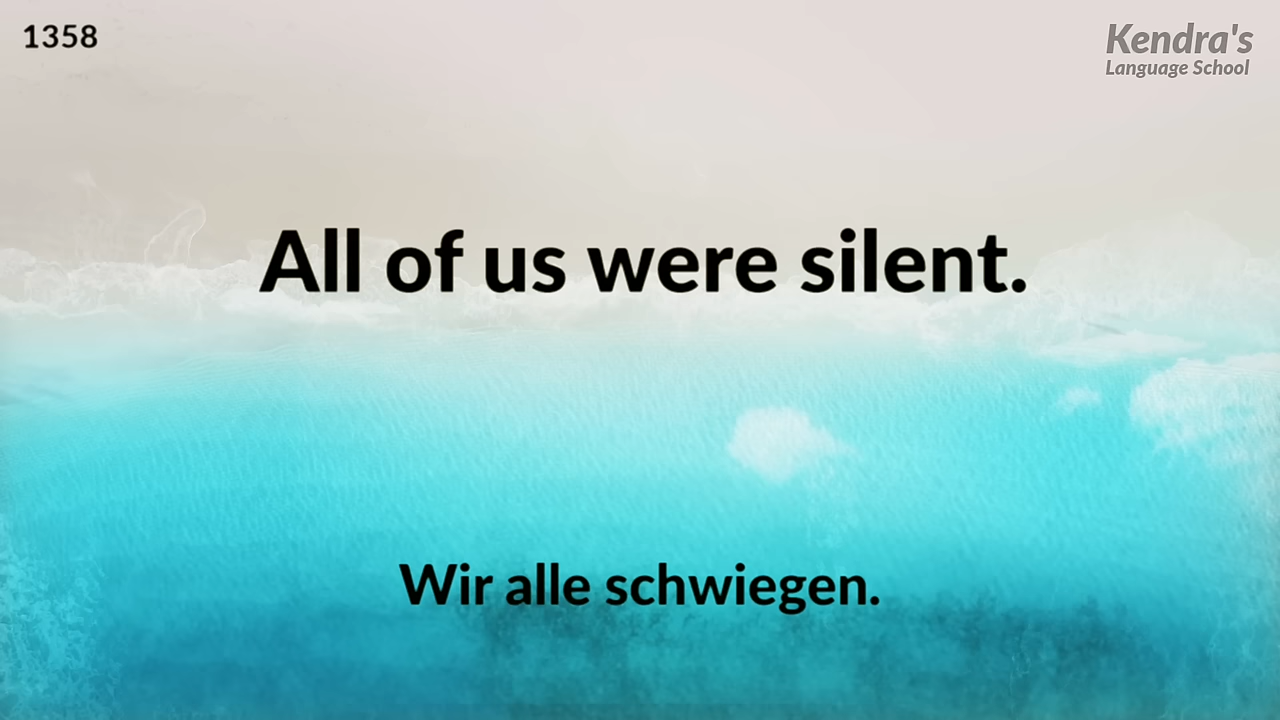 1358
Kendra's
Language School
All of us were silent.
Wir alle schwiegen.